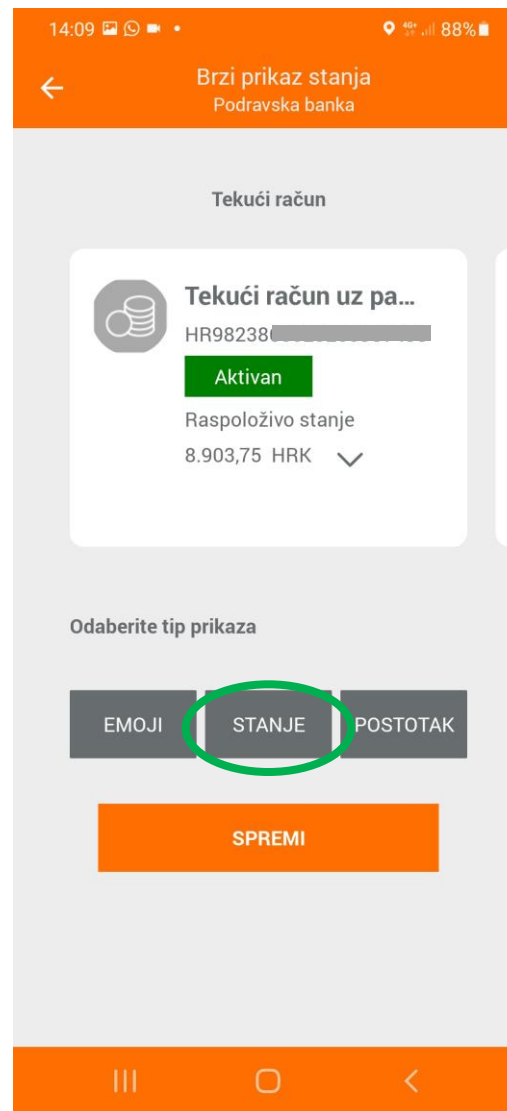 14:09
4G+ 88%
Brzi prikaz stanja
Podravska banka
Tekući račun
Tekući račun uz pa...
HR98238
Aktivan
Raspoloživo stanje
8.903,75 HRK
Odaberite tip prikaza
EMOJI STANJE POSTOTAK
SPREMI